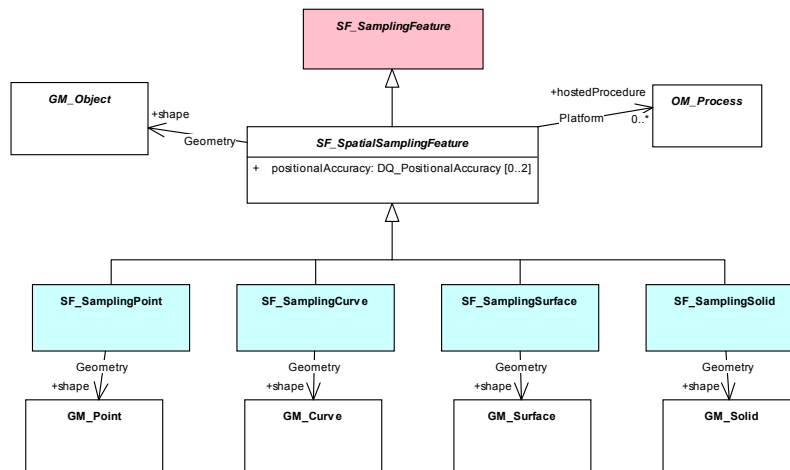 SF_SamplingFeature
GM_Object
+shape
Geometry
+hostedProcedure
Platform
0..*
OM_Process
SF_SpatialSamplingFeature
+ positionalAccuracy: DQ_PositionalAccuracy [0..2]
SF_SamplingPoint
SF_SamplingCurve
SF_SamplingSurface
SF_SamplingSolid
Geometry
Geometry
Geometry
Geometry
+shape
+shape
+shape
+shape
GM_Point
GM_Curve
GM_Surface
GM_Solid